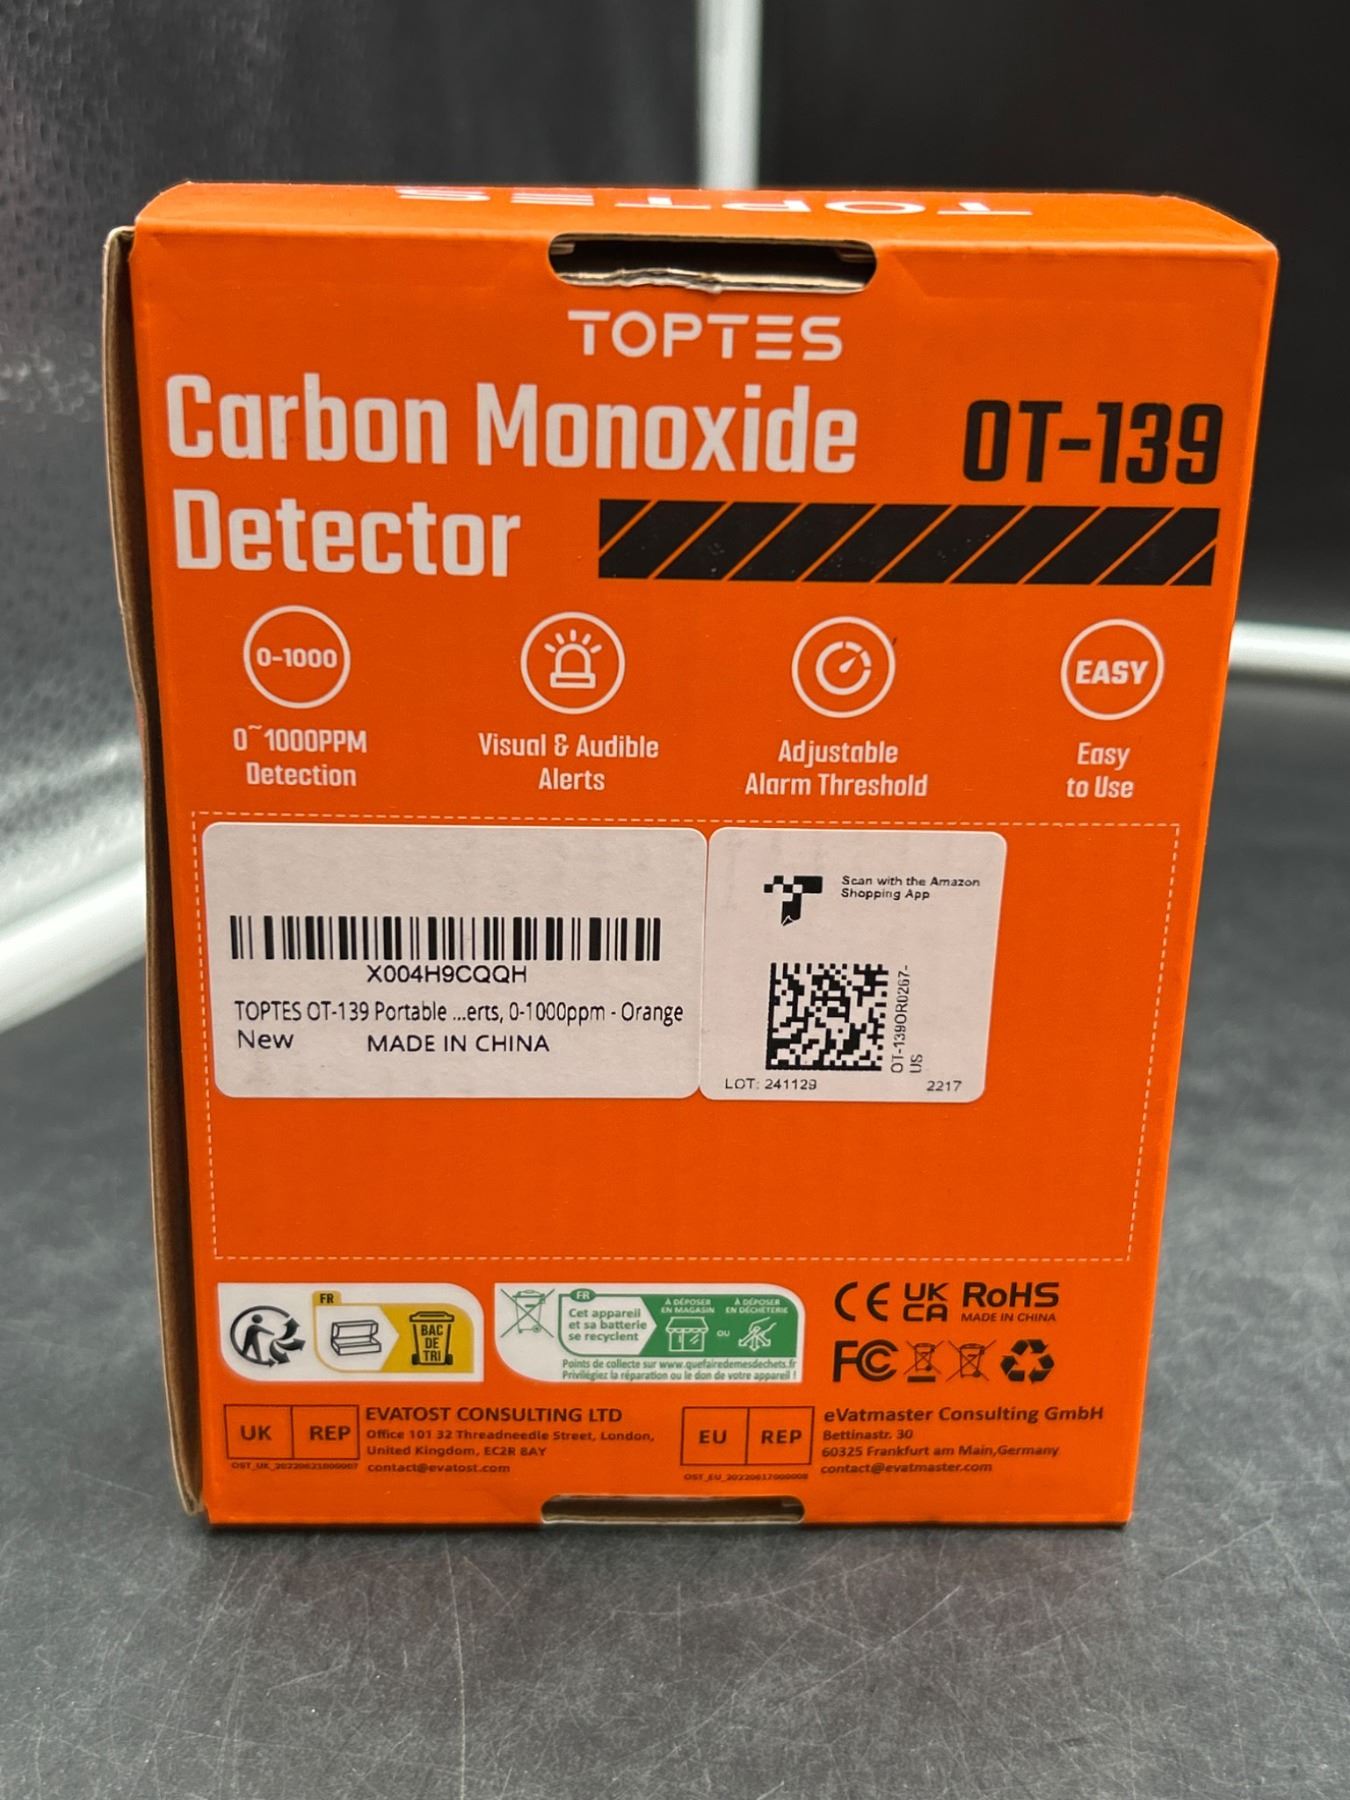 TOPTES
TOPTES
Carbon Monoxide
Detector
OT-139
0-1000
0~1000PPM
Detection
Visual & Audible
Alerts
Adjustable
Alarm Threshold
EASY
Easy
to Use
X004H9CQQH
TOPTES OT-139 Portable ...erts, 0-1000ppm - Orange
New MADE IN CHINA
Scan with the Amazon
Shopping App
OT-139OR0267-
US
LOT: 241129 2217
FR
BAC
DE
TRI
FR
Cet appareil
et sa batterie
se recyclent
À DÉPOSER
EN MAGASIN
OU
À DÉPOSER
EN DÉCHÈTERIE
Points de collecte sur www.quefairedemesdechets.fr
Privilégiez la réparation ou le don de votre appareil !
CE
UK
CA
RoHS
MADE IN CHINA
FC
UK REP
OST_UK_20220621000007
EVATOST CONSULTING LTD
Office 101 32 Threadneedle Street, London,
United Kingdom, EC2R 8AY
contact@evatost.com
EU REP
OST_EU_20220617000008
eVatmaster Consulting GmbH
Bettinastr. 30
60325 Frankfurt am Main,Germany
contact@evatmaster.com